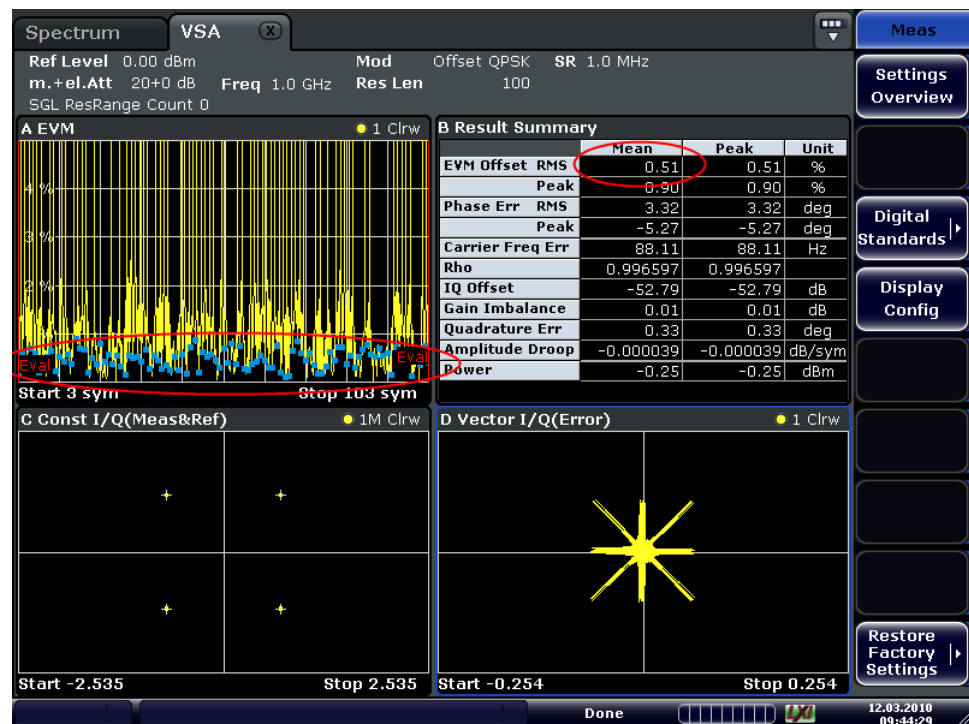 Spectrum VSA X Meas
Ref Level 0.00 dBm Mod Offset QPSK SR 1.0 MHz
m.+el.Att 20+0 dB Freq 1.0 GHz Res Len 100
SGL ResRange Count 0
Settings Overview
A EVM 1 Clrw
4 %
3 %
2 %
Eval Eval
Start 3 sym Stop 103 sym
B Result Summary
Mean Peak Unit
EVM Offset RMS 0.51 0.51 %
Peak 0.90 0.90 %
Phase Err RMS 3.32 3.32 deg
Peak -5.27 -5.27 deg
Carrier Freq Err 88.11 88.11 Hz
Rho 0.996597 0.996597
IQ Offset -52.79 -52.79 dB
Gain Imbalance 0.01 0.01 dB
Quadrature Err 0.33 0.33 deg
Amplitude Droop -0.000039 -0.000039 dB/sym
Power -0.25 -0.25 dBm
Digital Standards
Display Config
C Const I/Q(Meas&Ref) 1M Clrw
Start -2.535 Stop 2.535
D Vector I/Q(Error) 1 Clrw
Start -0.254 Stop 0.254
Restore Factory Settings
Done LXI 12.03.2010
09:44:29